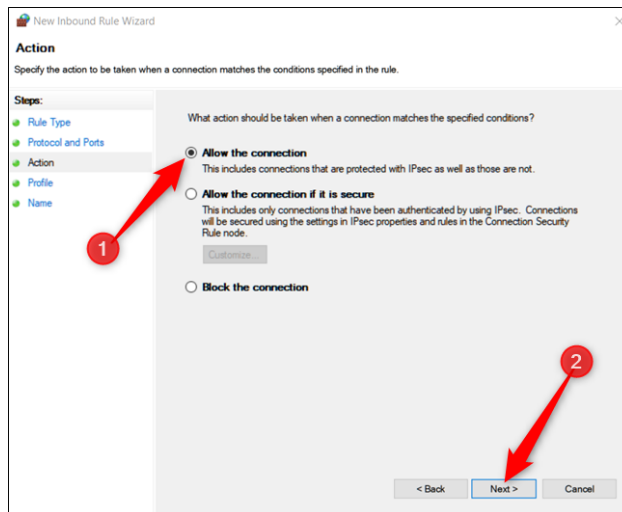 New Inbound Rule Wizard
Action
Specify the action to be taken when a connection matches the conditions specified in the rule.
Steps:
Rule Type
Protocol and Ports
Action
Profile
Name
What action should be taken when a connection matches the specified conditions?
Allow the connection
This includes connections that are protected with IPsec as well as those are not.
Allow the connection if it is secure
This includes only connections that have been authenticated by using IPsec. Connections
will be secured using the settings in IPsec properties and rules in the Connection Security
Rule node.
Customize...
Block the connection
1
2
< Back
Next >
Cancel